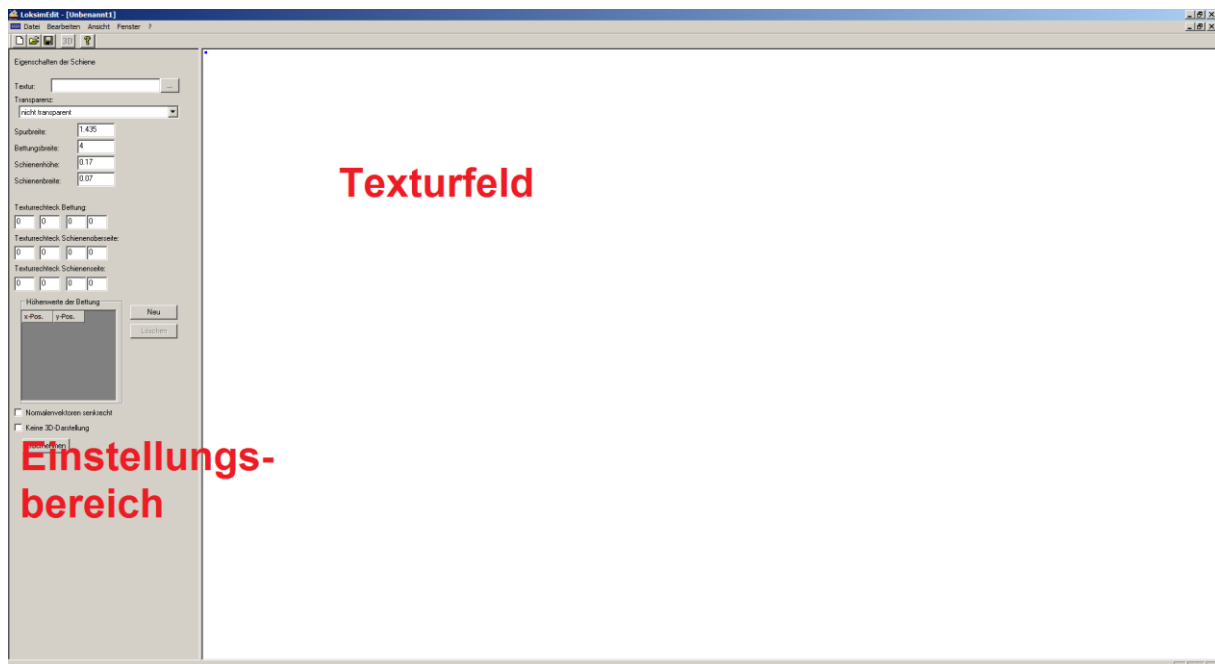 LoksimEdit - [Unbenannt1]
Datei Bearbeiten Ansicht Fenster ?
3D ?
Eigenschaften der Schiene
Textur: ...
Transparenz:
nicht transparent
Spurbreite: 1.435
Bettungsbreite: 4
Schienenhöhe: 0.17
Schienenbreite: 0.07
Texturrechteck Bettung:
0 0 0 0
Texturrechteck Schienenoberseite:
0 0 0 0
Texturrechteck Schienenseite:
0 0 0 0
Höhenwerte der Bettung
x-Pos. y-Pos.
Neu
Löschen
Normalenvektoren senkrecht
Keine 3D-Darstellung
Einstellungs-
bereich
Texturfeld